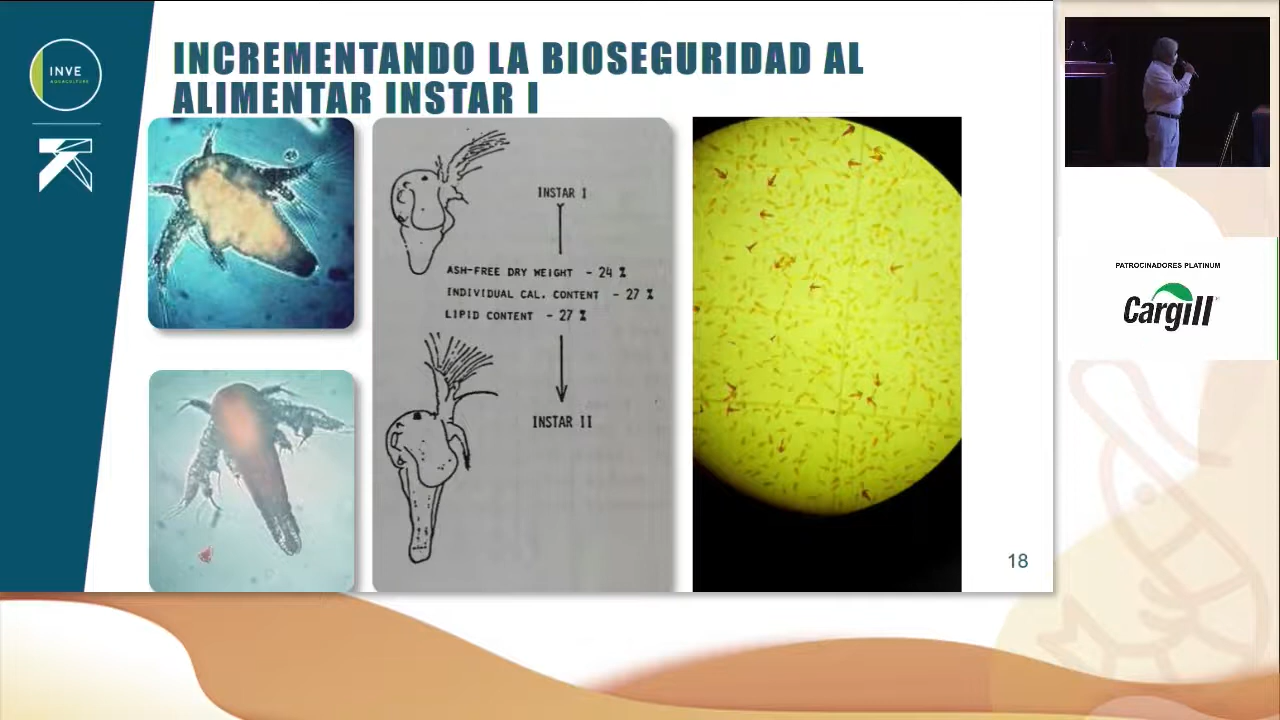 INVE
AQUACULTURE
INCREMENTANDO LA BIOSEGURIDAD AL
ALIMENTAR INSTAR I
INSTAR I
ASH-FREE DRY WEIGHT - 24 %
INDIVIDUAL CAL. CONTENT - 27 %
LIPID CONTENT - 27 %
INSTAR II
18
PATROCINADORES PLATINUM
Cargill